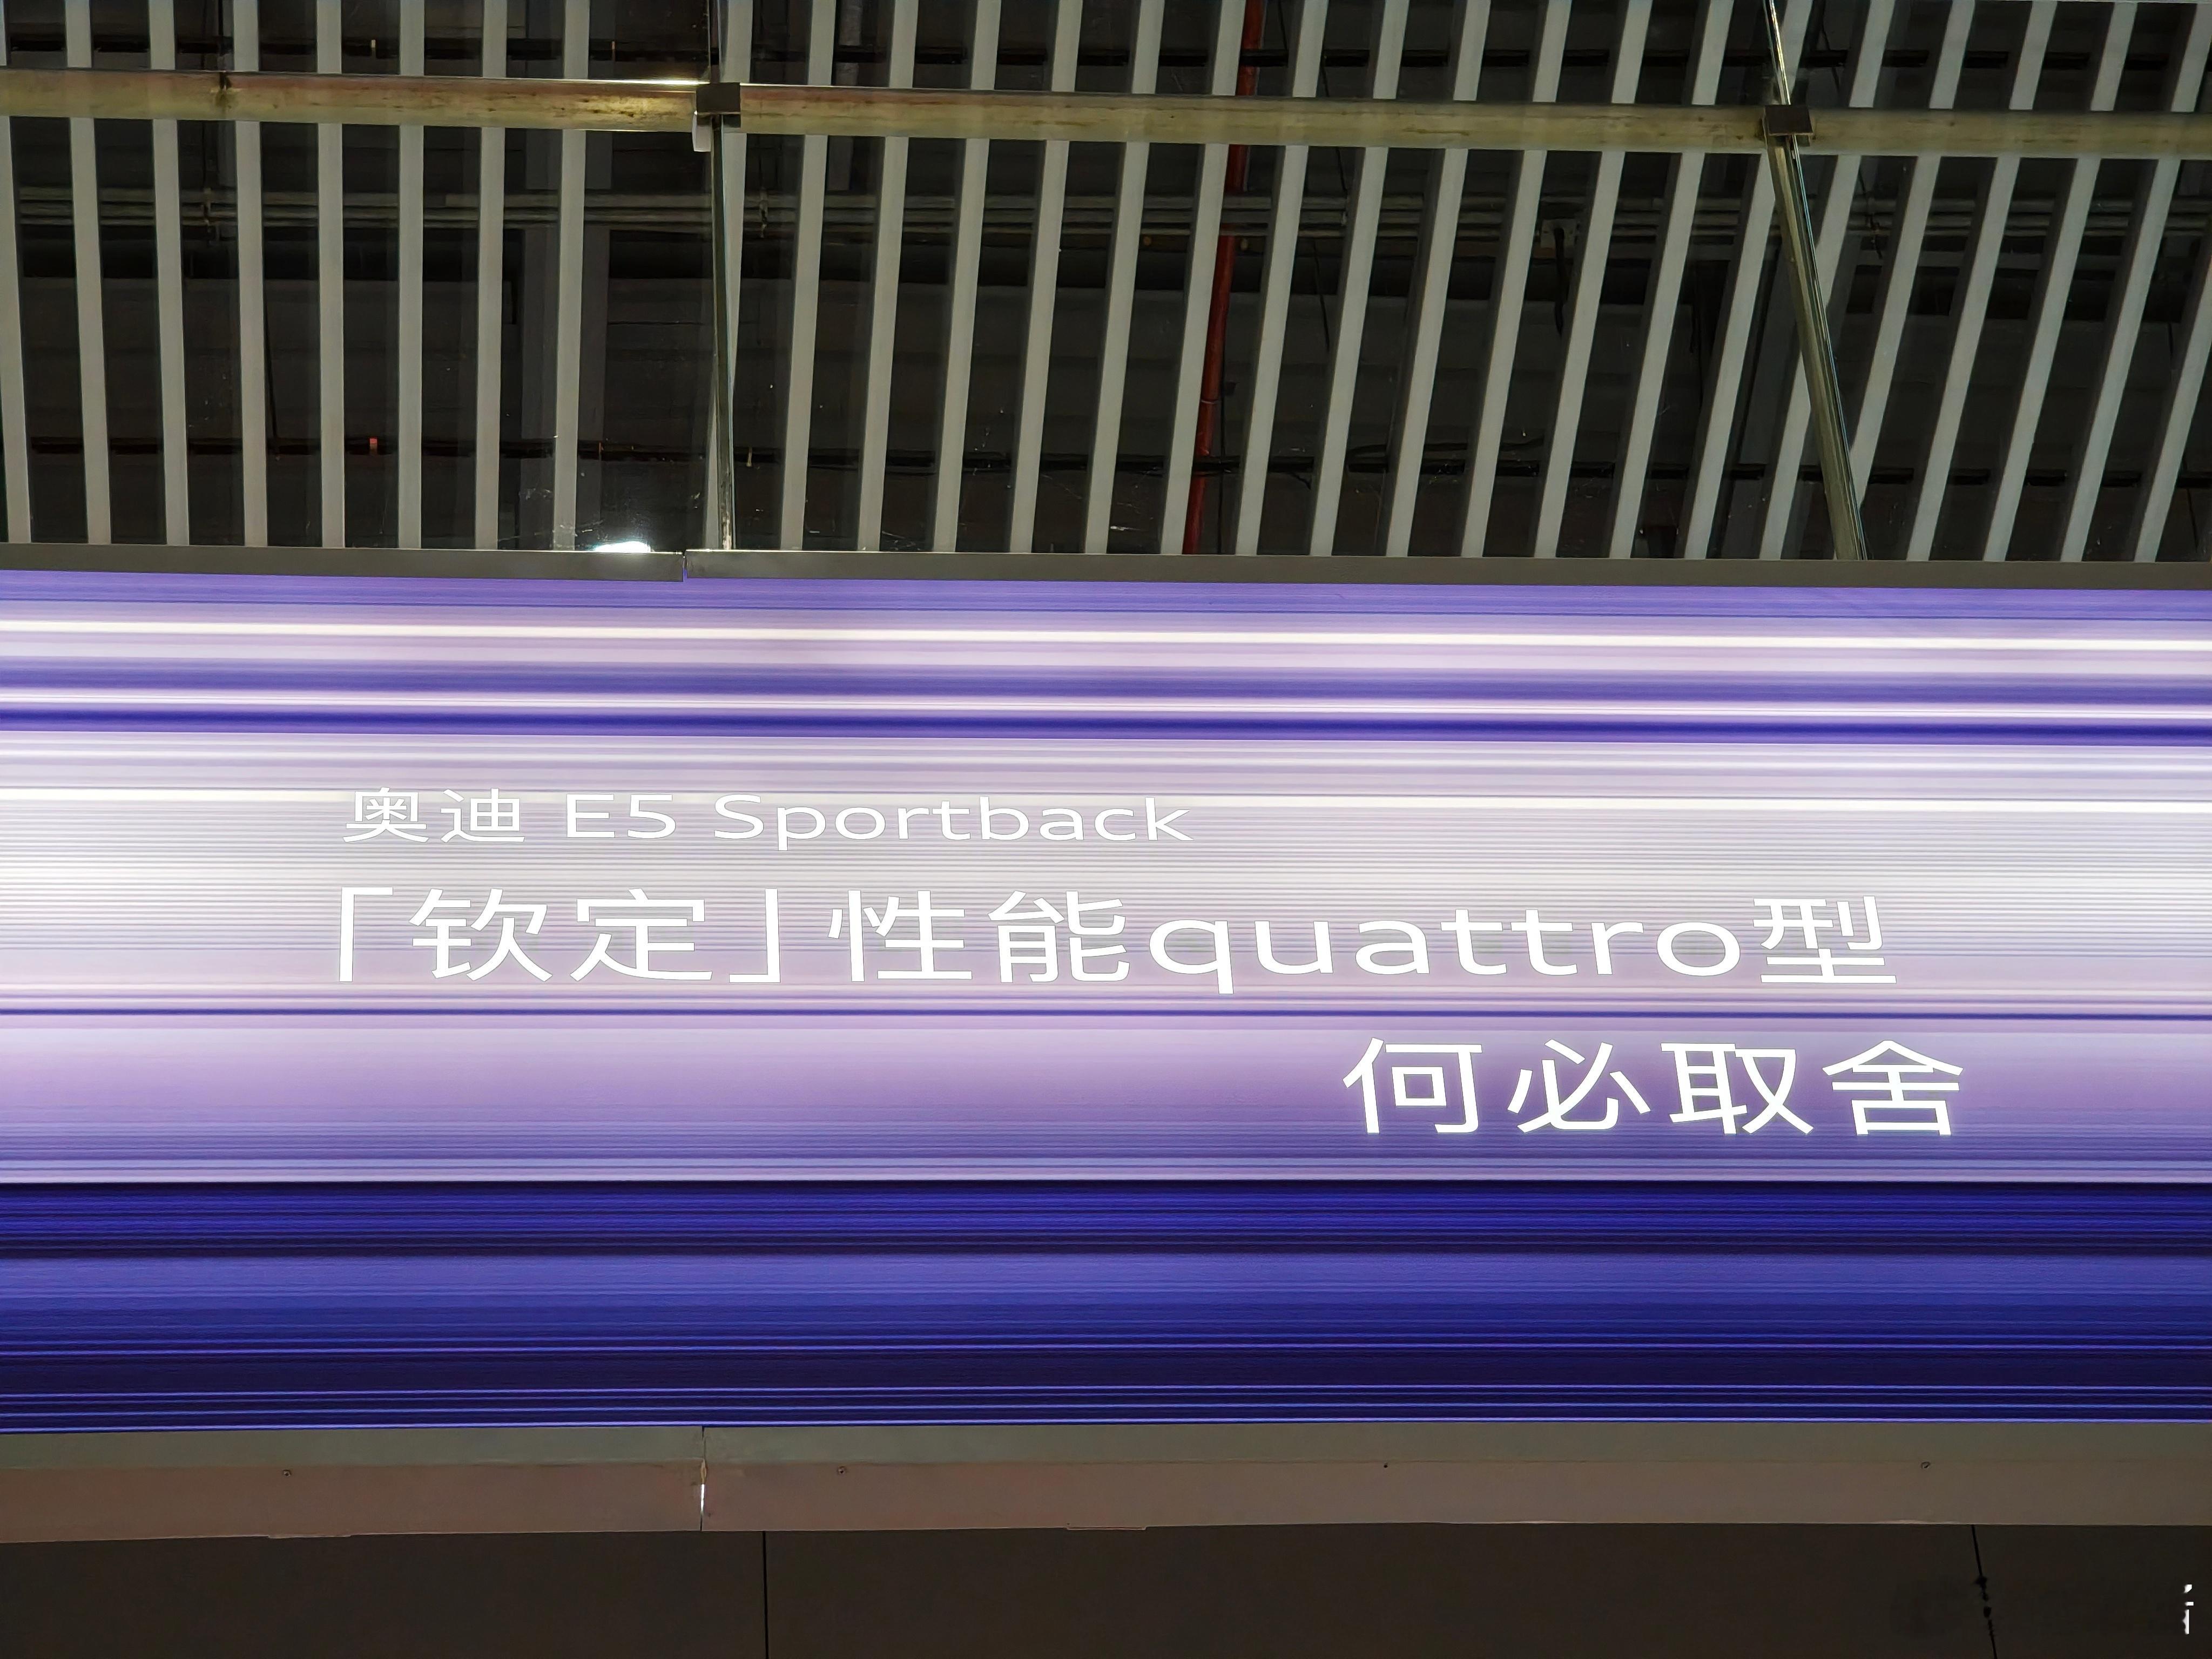 奥迪 E5 Sportback
「钦定」性能quattro型
何必取舍